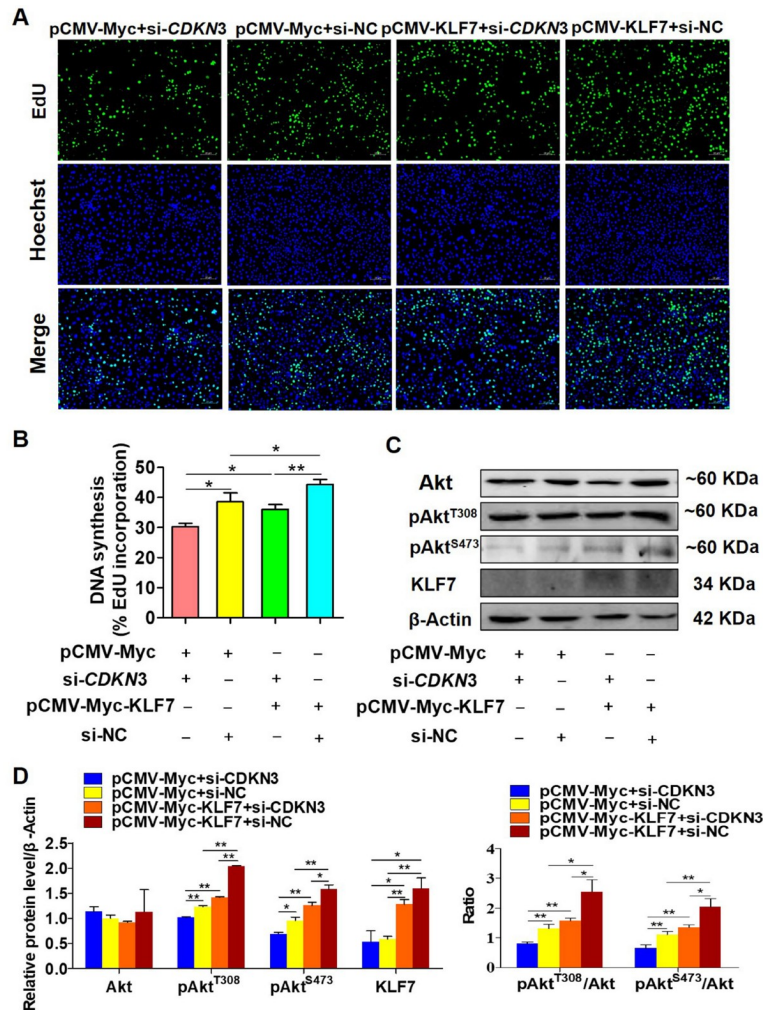 A
pCMV-Myc+si-CDKN3 pCMV-Myc+si-NC pCMV-KLF7+si-CDKN3 pCMV-KLF7+si-NC
EdU
Hoechst
Merge
B
DNA synthesis
(% EdU incorporation)
50
40
30
20
10
0
* * * **
pCMV-Myc + + – –
si-CDKN3 + – + –
pCMV-Myc-KLF7 – – + +
si-NC – + – +
C
Akt ~60 KDa
pAktT308 ~60 KDa
pAktS473 ~60 KDa
KLF7 34 KDa
β-Actin 42 KDa
pCMV-Myc + + – –
si-CDKN3 + – + –
pCMV-Myc-KLF7 – – + +
si-NC – + – +
D
pCMV-Myc+si-CDKN3
pCMV-Myc+si-NC
pCMV-Myc-KLF7+si-CDKN3
pCMV-Myc-KLF7+si-NC
Relative protein level/β-Actin
2.5
2.0
1.5
1.0
0.5
0.0
** ** ** **
* ** ** *
* * ** **
Akt pAktT308 pAktS473 KLF7
pCMV-Myc+si-CDKN3
pCMV-Myc+si-NC
pCMV-Myc-KLF7+si-CDKN3
pCMV-Myc-KLF7+si-NC
Ratio
4
3
2
1
0
** ** * *
** ** ** *
pAktT308/Akt pAktS473/Akt